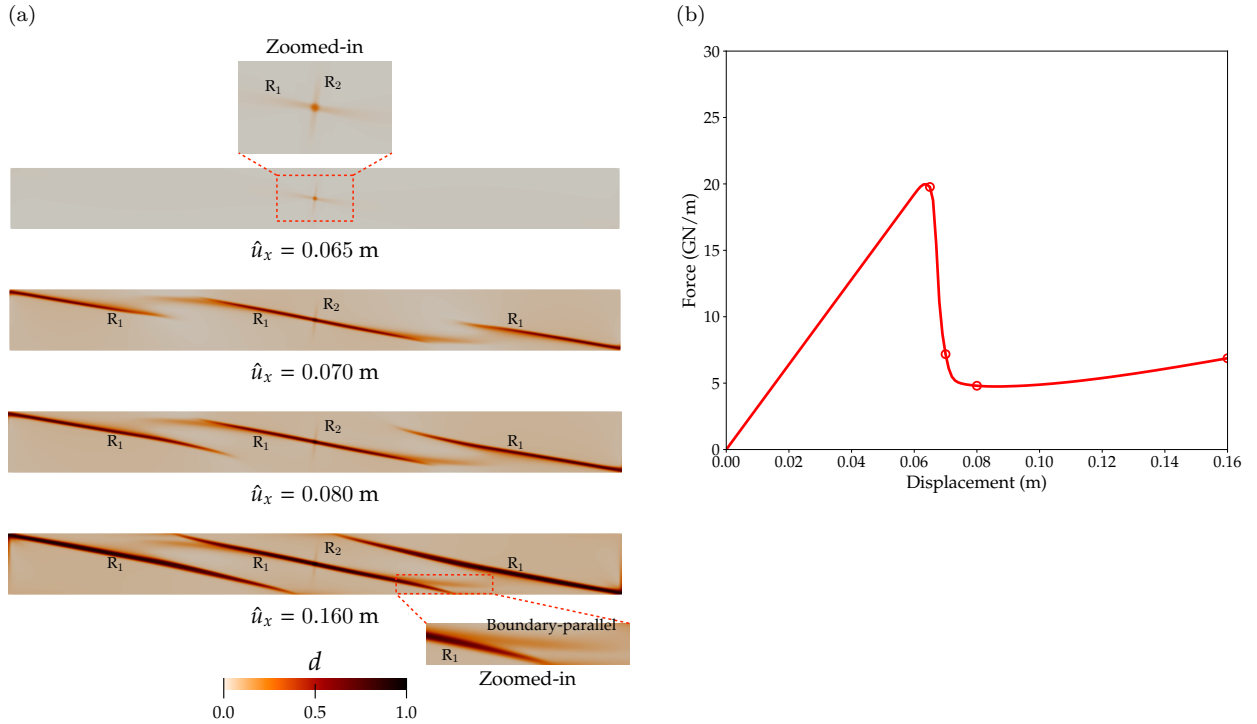 (a)
Zoomed-in
R₁
R₂
û_x = 0.065 m
R₂
R₁
R₁
R₁
û_x = 0.070 m
R₂
R₁
R₁
R₁
û_x = 0.080 m
R₂
R₁
R₁
R₁
û_x = 0.160 m
Boundary-parallel
R₁
Zoomed-in
d
0.0 0.5 1.0
(b)
Force (GN/m)
30
25
20
15
10
5
0
0.00 0.02 0.04 0.06 0.08 0.10 0.12 0.14 0.16
Displacement (m)